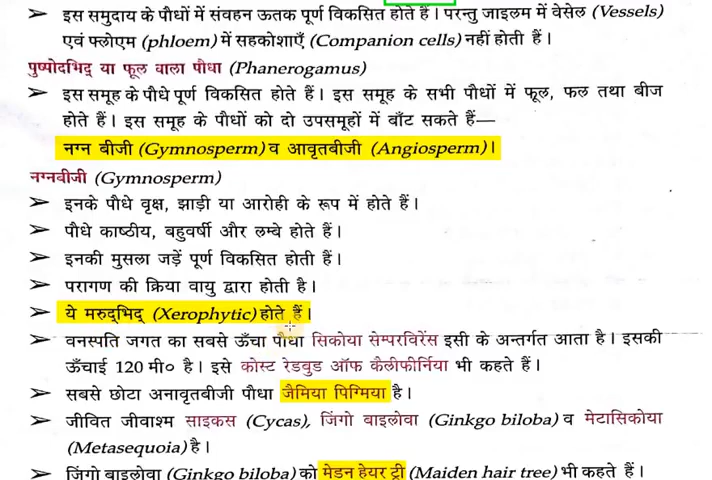 ➢ इस समुदाय के पौधों में संवहन ऊतक पूर्ण विकसित होते हैं। परन्तु जाइलम में वेसेल (Vessels)
एवं फ्लोएम (phloem) में सहकोशाएँ (Companion cells) नहीं होती हैं।
पुष्पोदभिद् या फूल वाला पौधा (Phanerogamus)
➢ इस समूह के पौधे पूर्ण विकसित होते हैं। इस समूह के सभी पौधों में फूल, फल तथा बीज
होते हैं। इस समूह के पौधों को दो उपसमूहों में बाँट सकते हैं—
नग्न बीजी (Gymnosperm) व आवृतबीजी (Angiosperm)।
नग्नबीजी (Gymnosperm)
➢ इनके पौधे वृक्ष, झाड़ी या आरोही के रूप में होते हैं।
➢ पौधे काष्ठीय, बहुवर्षी और लम्बे होते हैं।
➢ इनकी मुसला जड़ें पूर्ण विकसित होती हैं।
➢ परागण की क्रिया वायु द्वारा होती है।
➢ ये मरुद्भिद् (Xerophytic) होते हैं।
➢ वनस्पति जगत का सबसे ऊँचा पौधा सिकोया सेम्परविरेंस इसी के अन्तर्गत आता है। इसकी
ऊँचाई 120 मी० है। इसे कोस्ट रेडवुड ऑफ कैलीफोर्निया भी कहते हैं।
➢ सबसे छोटा अनावृतबीजी पौधा जैमिया पिग्मिया है।
➢ जीवित जीवाश्म साइकस (Cycas), जिंगो बाइलोवा (Ginkgo biloba) व मेटासिकोया
(Metasequoia) है।
➢ जिंगो बाइलोवा (Ginkgo biloba) को मेडन हेयर ट्री (Maiden hair tree) भी कहते हैं।